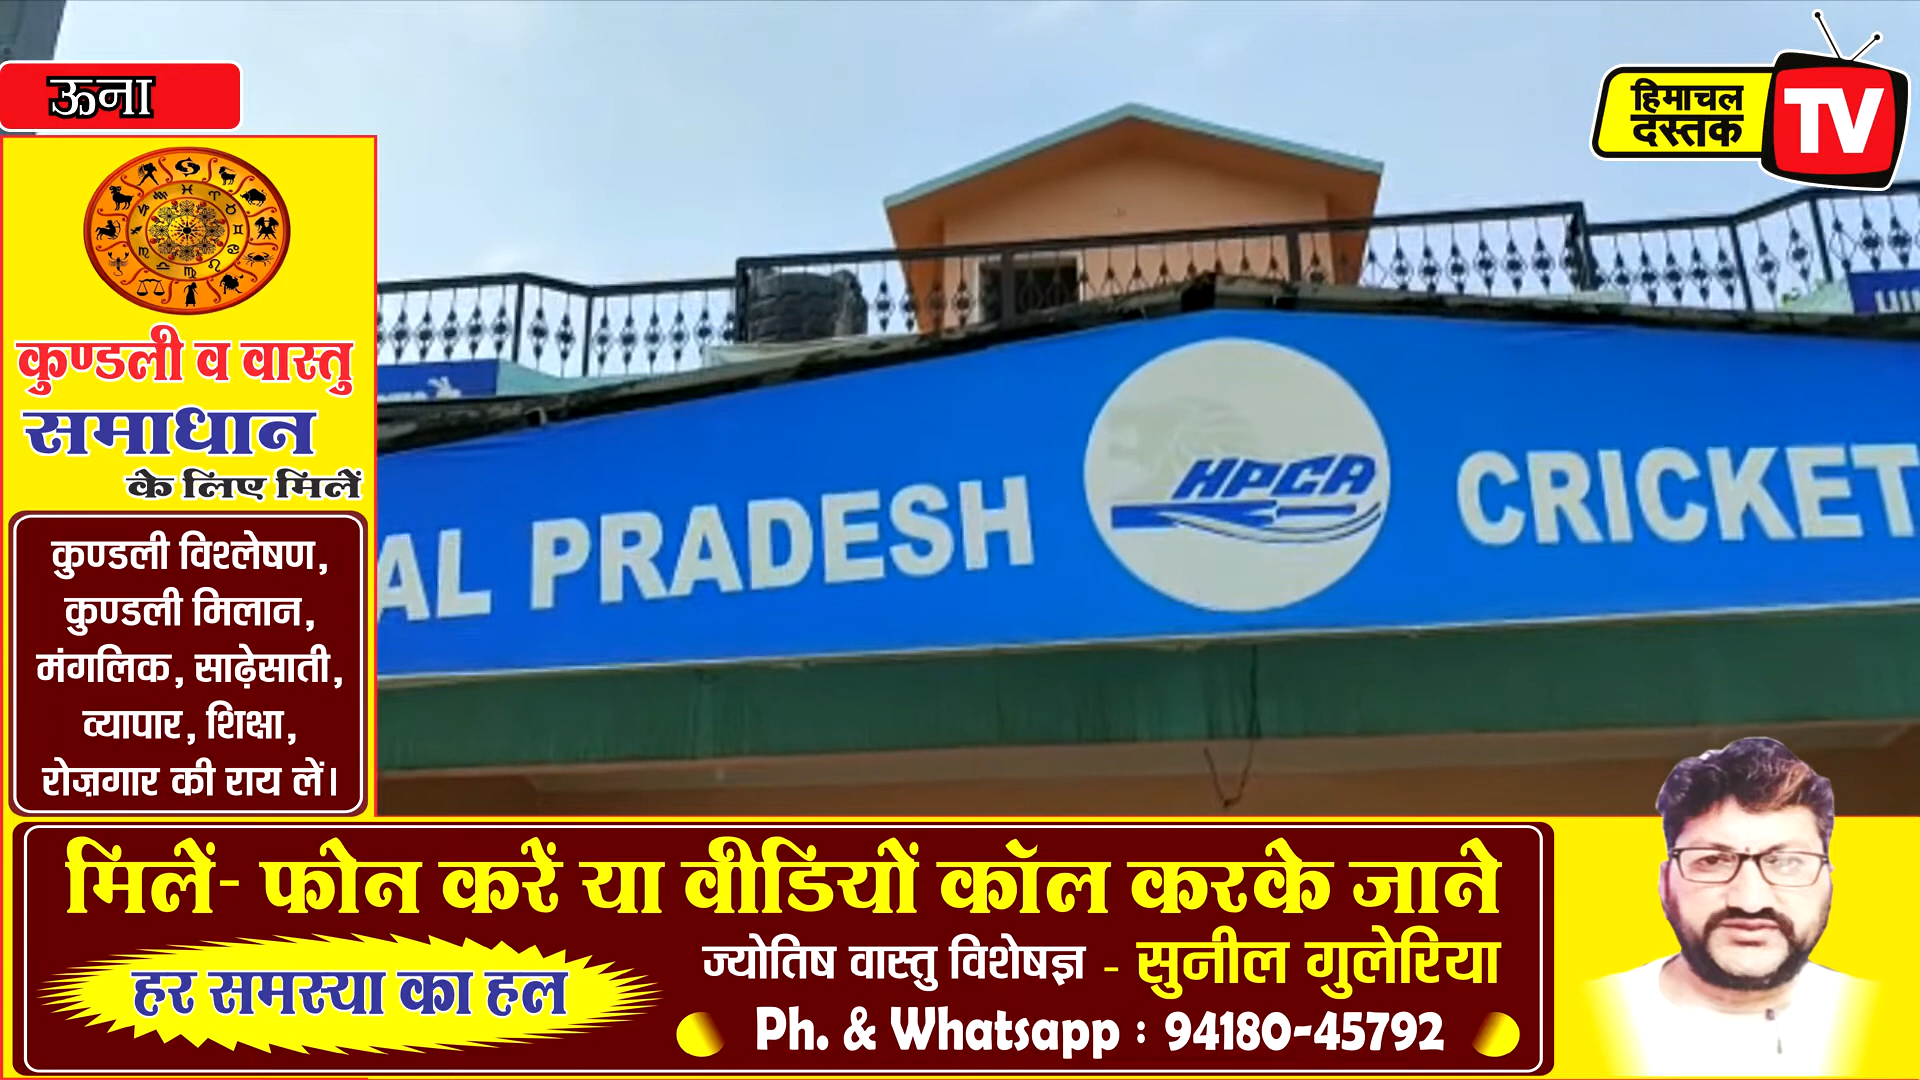 ऊना
हिमाचल
दस्तक
TV
कुण्डली व वास्तु
समाधान
के लिए मिलें
AL PRADESH
HPCA
CRICKET
कुण्डली विश्लेषण,
कुण्डली मिलान,
मंगलिक, साढ़ेसाती,
व्यापार, शिक्षा,
रोज़गार की राय लें।
मिलें- फोन करें या वीडियों कॉल करके जाने
हर समस्या का हल
ज्योतिष वास्तु विशेषज्ञ - सुनील गुलेरिया
Ph. & Whatsapp : 94180-45792